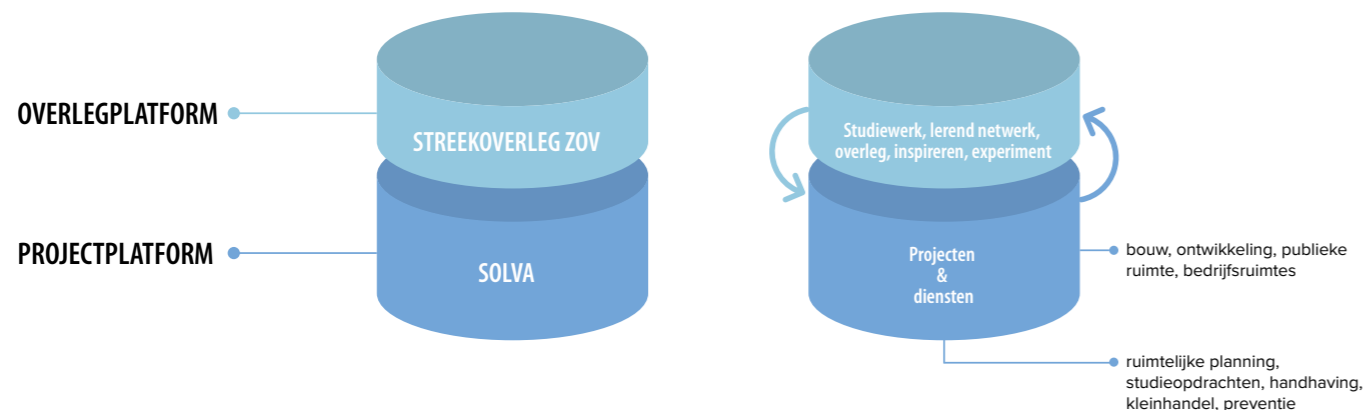 OVERLEGPLATFORM
STREEKOVERLEG ZOV
PROJECTPLATFORM
SOLVA
Studiewerk, lerend netwerk,
overleg, inspireren, experiment
Projecten
&
diensten
bouw, ontwikkeling, publieke
ruimte, bedrijfsruimtes
ruimtelijke planning,
studieopdrachten, handhaving,
kleinhandel, preventie